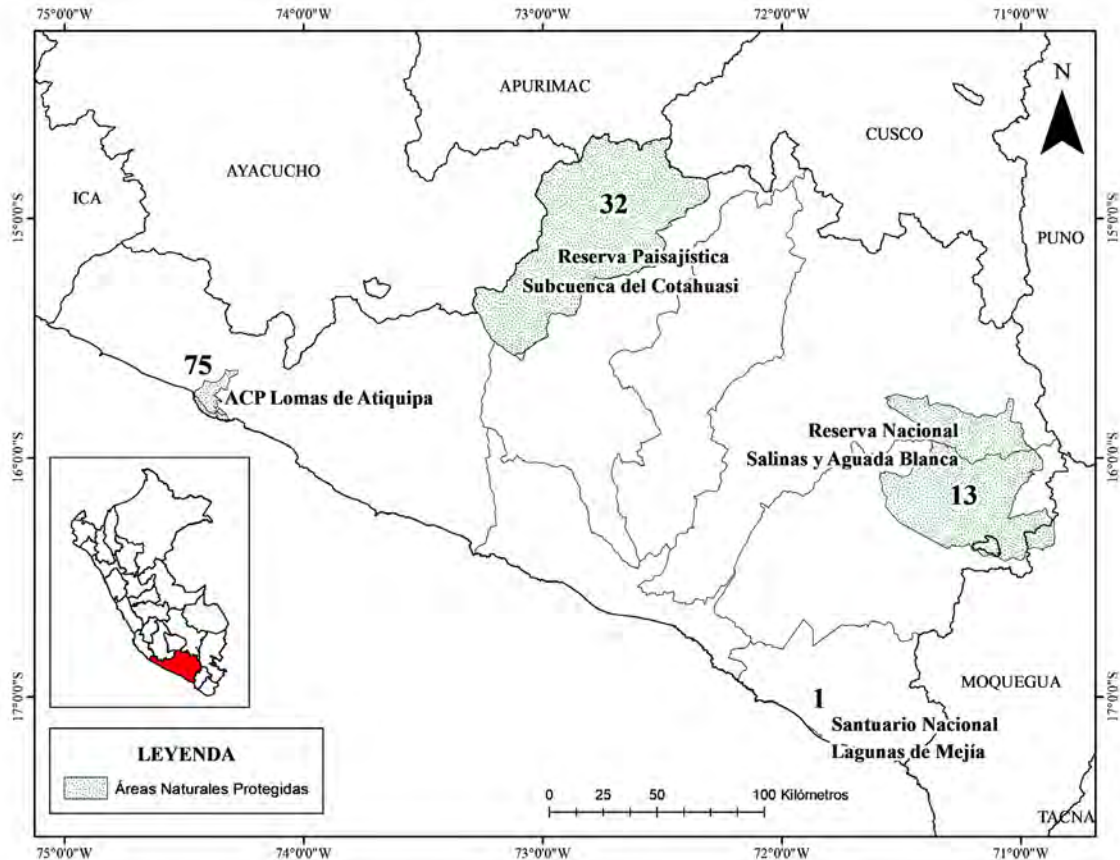 75°0'0"W
74°0'0"W
73°0'0"W
72°0'0"W
71°0'0"W
N
APURIMAC
CUSCO
AYACUCHO
ICA
32
15°0'0"S
15°0'0"S
PUNO
Reserva Paisajística
Subcuenca del Cotahuasi
75
ACP Lomas de Atiquipa
Reserva Nacional
Salinas y Aguada Blanca
16°0'0"S
16°0'0"S
13
MOQUEGUA
17°0'0"S
17°0'0"S
1
Santuario Nacional
Lagunas de Mejía
LEYENDA
Áreas Naturales Protegidas
0 25 50 100 Kilómetros
TACNA
75°0'0"W
74°0'0"W
73°0'0"W
72°0'0"W
71°0'0"W